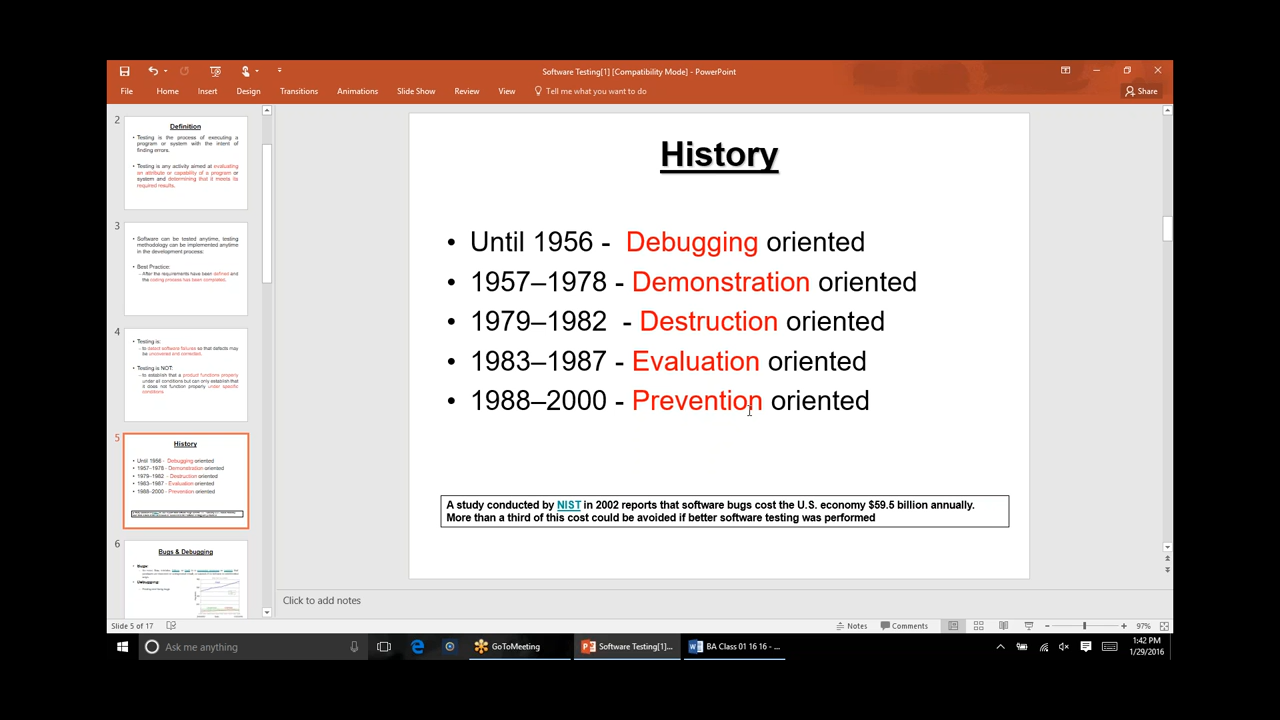 Software Testing[1] [Compatibility Mode] - PowerPoint
File Home Insert Design Transitions Animations Slide Show Review View Tell me what you want to do Share
2
Definition
• Testing is the process of executing a
program or system with the intent of
finding errors.
• Testing is any activity aimed at evaluating
an attribute or capability of a program or
system and determining that it meets its
required results.
3
• Software can be tested anytime, testing
methodology can be implemented anytime
in the development process:
• Best Practice:
– After the requirements have been defined and
the coding process has been completed.
4
• Testing is:
– to detect software failures so that defects may
be uncovered and corrected.
• Testing is NOT:
– to establish that a product functions properly
under all conditions but can only establish that
it does not function properly under specific
conditions.
5
History
• Until 1956 - Debugging oriented
• 1957–1978 - Demonstration oriented
• 1979–1982 - Destruction oriented
• 1983–1987 - Evaluation oriented
• 1988–2000 - Prevention oriented
6
Bugs & Debugging
• Bugs:
• Debugging:
History
• Until 1956 - Debugging oriented
• 1957–1978 - Demonstration oriented
• 1979–1982 - Destruction oriented
• 1983–1987 - Evaluation oriented
• 1988–2000 - Prevention oriented
A study conducted by NIST in 2002 reports that software bugs cost the U.S. economy $59.5 billion annually.
More than a third of this cost could be avoided if better software testing was performed
Click to add notes
Slide 5 of 17 Notes Comments 97%
Ask me anything GoToMeeting Software Testing[1]... BA Class 01 16 16 - ... 1:42 PM
1/29/2016